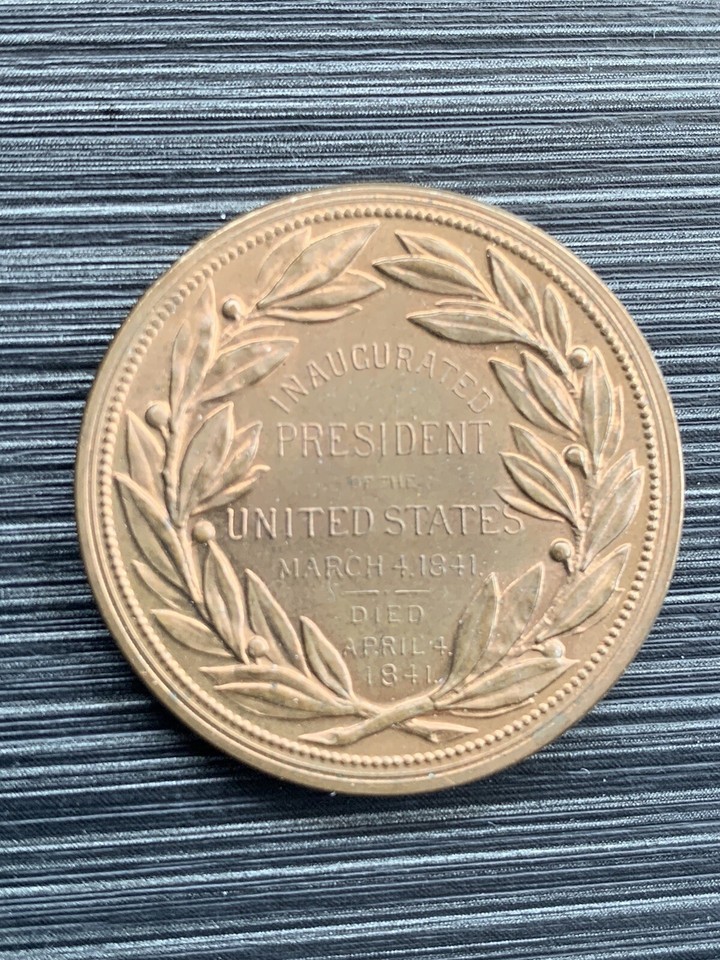 INAUGURATED
PRESIDENT
OF THE
UNITED STATES
MARCH 4.1841.
DIED
APRIL 4.
1841.